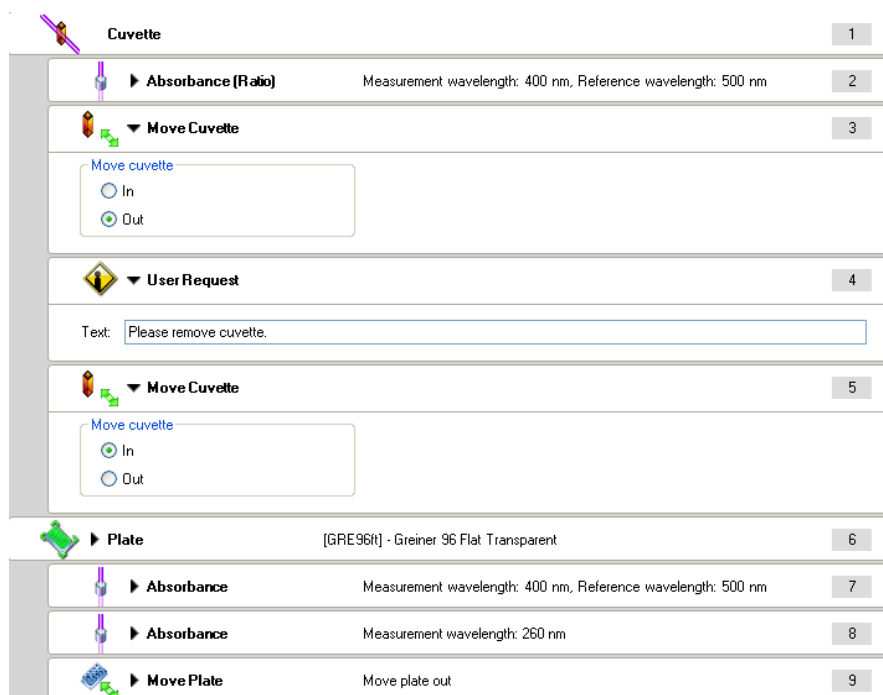 Cuvette 1
Absorbance (Ratio) Measurement wavelength: 400 nm, Reference wavelength: 500 nm 2
Move Cuvette 3
Move cuvette
In
Out
User Request 4
Text: Please remove cuvette.
Move Cuvette 5
Move cuvette
In
Out
Plate [GRE96ft] - Greiner 96 Flat Transparent 6
Absorbance Measurement wavelength: 400 nm, Reference wavelength: 500 nm 7
Absorbance Measurement wavelength: 260 nm 8
Move Plate Move plate out 9